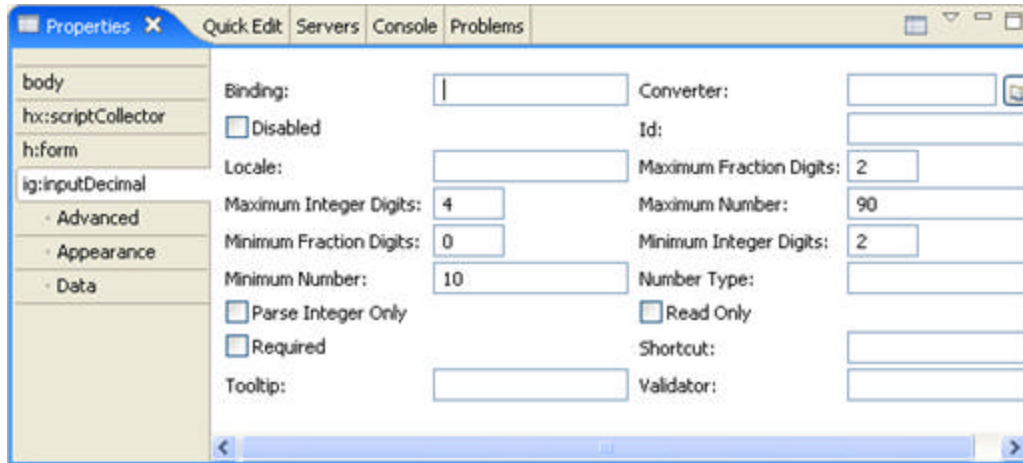 Properties Quick Edit Servers Console Problems
body
hx:scriptCollector
h:form
ig:inputDecimal
· Advanced
· Appearance
· Data
Binding: Converter:
Disabled Id:
Locale: Maximum Fraction Digits: 2
Maximum Integer Digits: 4 Maximum Number: 90
Minimum Fraction Digits: 0 Minimum Integer Digits: 2
Minimum Number: 10 Number Type:
Parse Integer Only Read Only
Required Shortcut:
Tooltip: Validator: